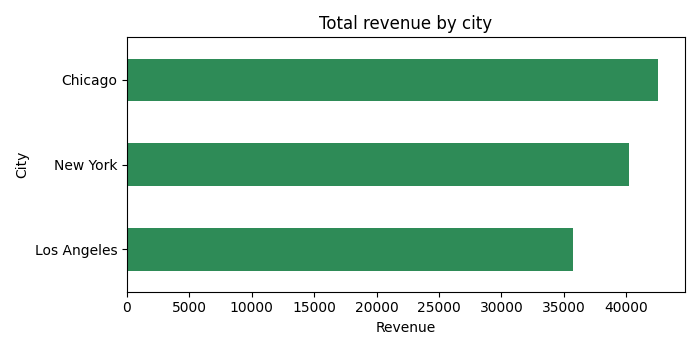 Total revenue by city
Chicago
New York
Los Angeles
City
0 5000 10000 15000 20000 25000 30000 35000 40000
Revenue